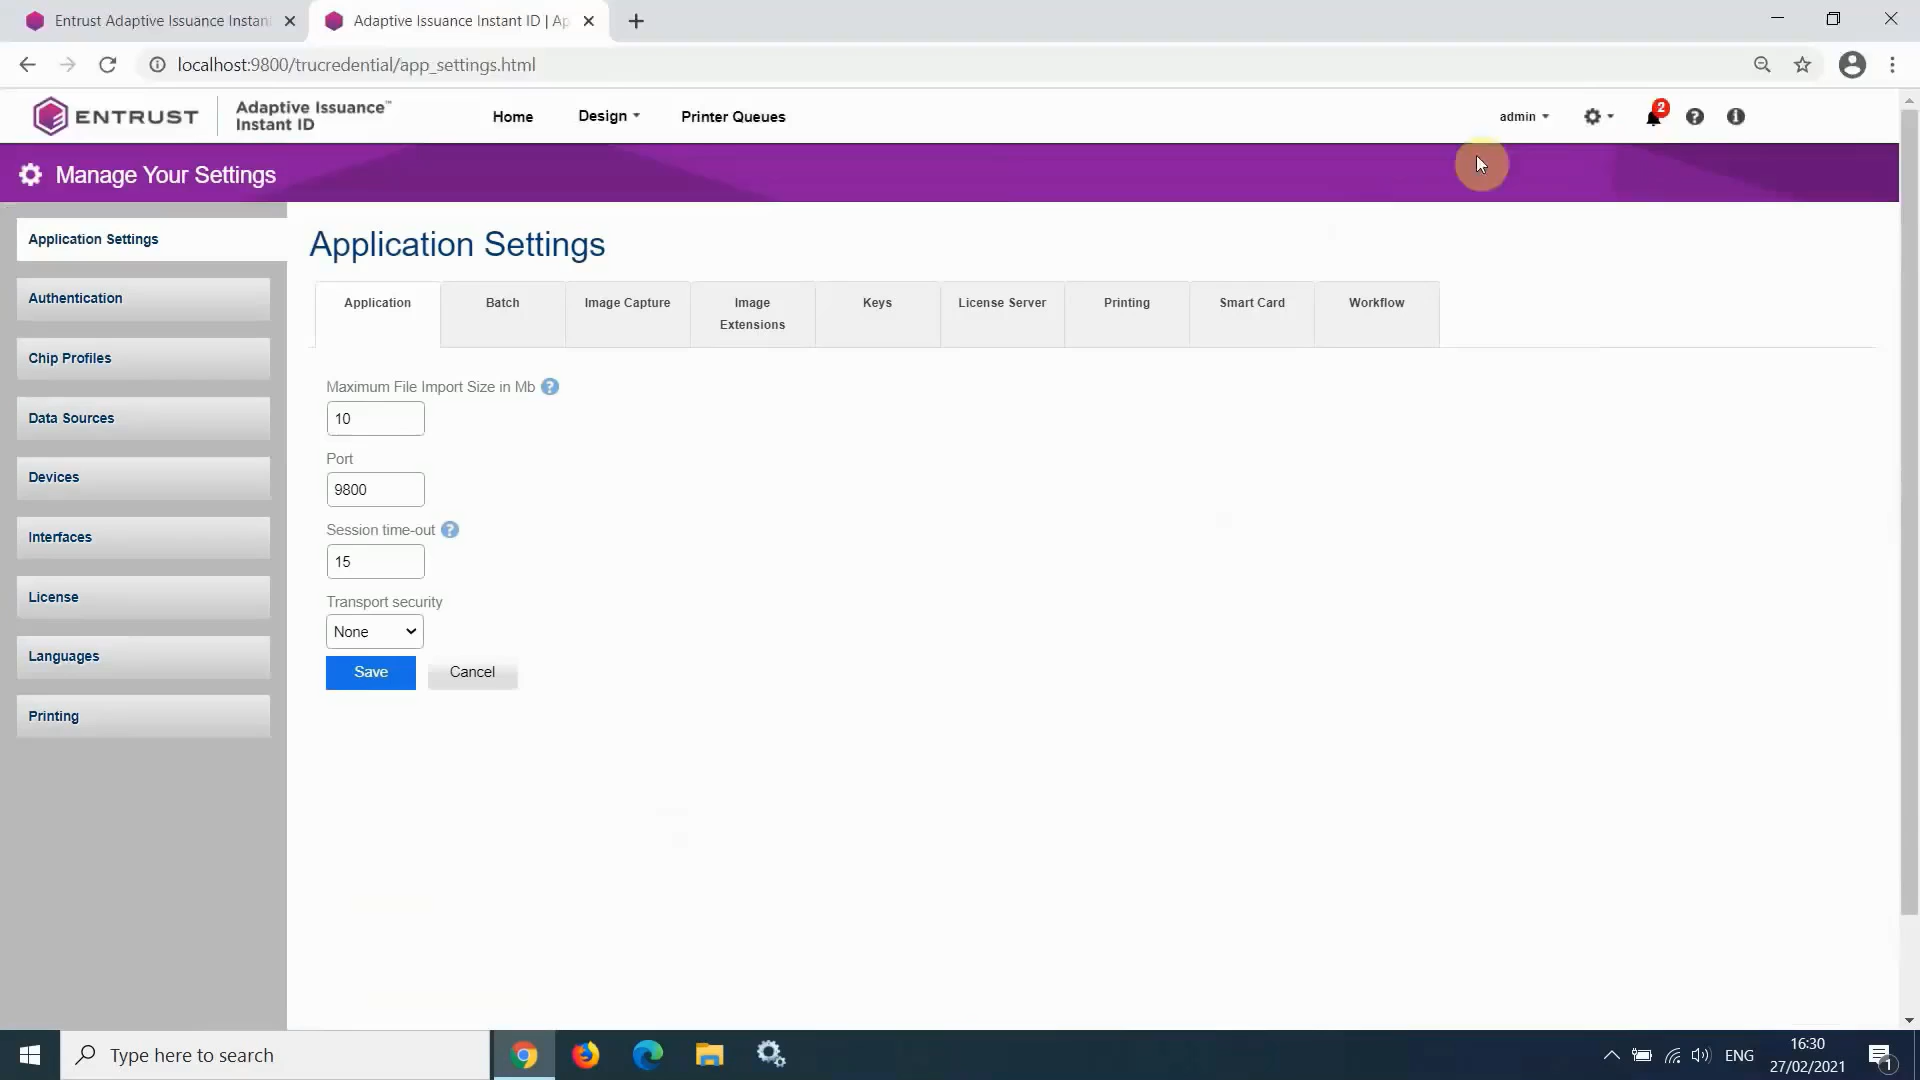 Entrust Adaptive Issuance Instan
Adaptive Issuance Instant ID | Ap
localhost:9800/trucredential/app_settings.html
ENTRUST
Adaptive Issuance™
Instant ID
Home
Design
Printer Queues
admin
2
Manage Your Settings
Application Settings
Authentication
Chip Profiles
Data Sources
Devices
Interfaces
License
Languages
Printing
Application Settings
Application
Batch
Image Capture
Image
Extensions
Keys
License Server
Printing
Smart Card
Workflow
Maximum File Import Size in Mb ?
10
Port
9800
Session time-out ?
15
Transport security
None
Save
Cancel
Type here to search
ENG
16:30
27/02/2021
1